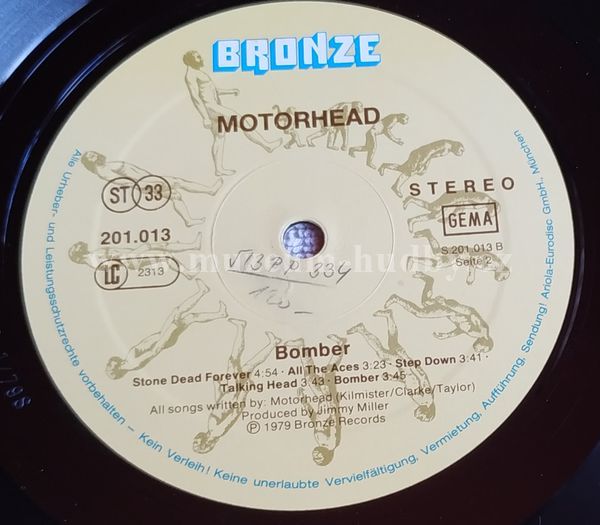 BRONZE
MOTORHEAD
ST 33
STEREO
201.013
GEMA
LC 2313
S 201.013 B
Seite 2
Bomber
Stone Dead Forever 4:54 · All The Aces 3:23 · Step Down 3:41 ·
Talking Head 3:43 · Bomber 3:45
All songs written by: Motorhead (Kilmister/Clarke/Taylor)
Produced by Jimmy Miller
℗ 1979 Bronze Records
Alle Urheber- und Leistungsschutzrechte vorbehalten – Kein Verleih! Keine unerlaubte Vervielfältigung, Vermietung, Aufführung, Sendung! Ariola-Eurodisc GmbH., München